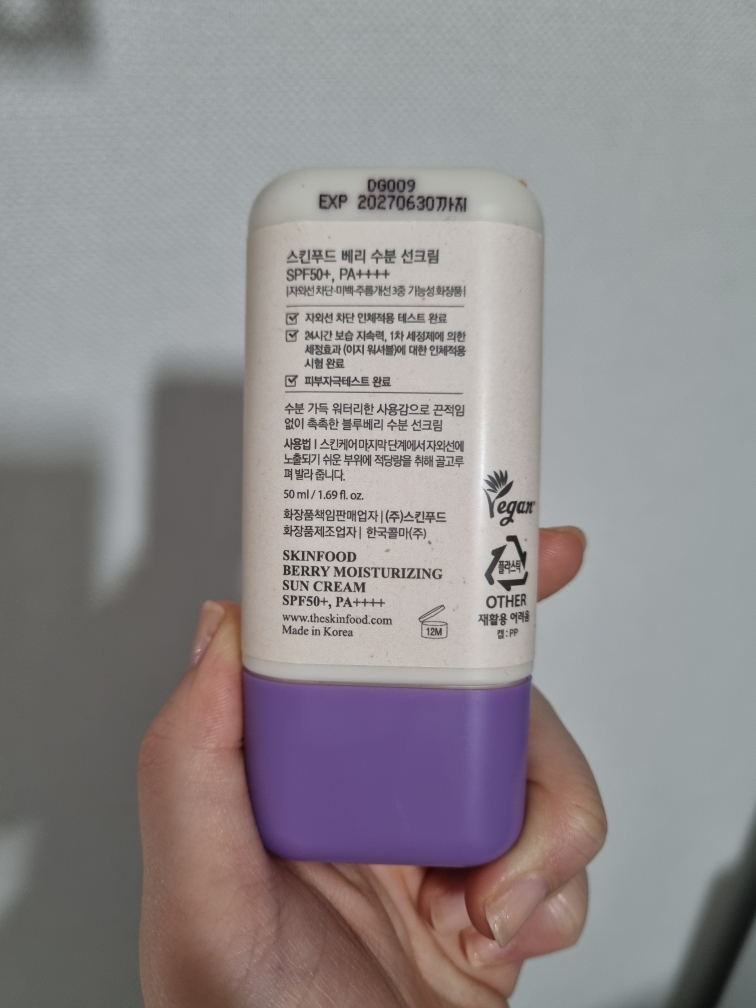 DG009
EXP 20270630까지
스킨푸드 베리 수분 선크림
SPF50+, PA++++
|자외선 차단·미백·주름개선 3중 기능성 화장품|
자외선 차단 인체적용 테스트 완료
24시간 보습 지속력, 1차 세정제에 의한
세정효과 (이지 워셔블)에 대한 인체적용
시험 완료
피부자극테스트 완료
수분 가득 워터리한 사용감으로 끈적임
없이 촉촉한 블루베리 수분 선크림
사용법 | 스킨케어 마지막 단계에서 자외선에
노출되기 쉬운 부위에 적당량을 취해 골고루
펴 발라 줍니다.
50 ml / 1.69 fl. oz.
화장품책임판매업자 | (주)스킨푸드
화장품제조업자 | 한국콜마(주)
SKINFOOD
BERRY MOISTURIZING
SUN CREAM
SPF50+, PA++++
www.theskinfood.com
Made in Korea
12M
Vegan
플라스틱
OTHER
재활용 어려움
캡 : PP